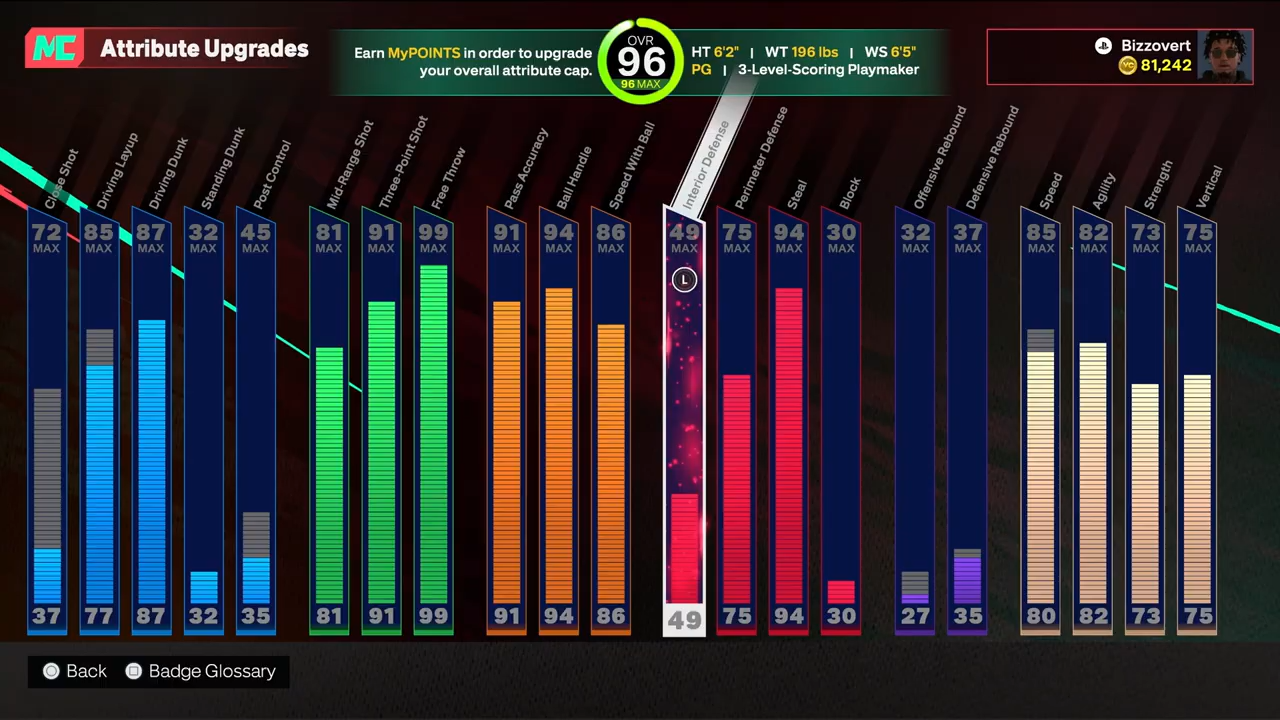 MC Attribute Upgrades
Earn MyPOINTS in order to upgrade
your overall attribute cap.
OVR
96
96 MAX
HT 6'2" | WT 196 lbs | WS 6'5"
PG | 3-Level-Scoring Playmaker
Bizzovert
VC 81,242
Close Shot
Driving Layup
Driving Dunk
Standing Dunk
Post Control
Mid-Range Shot
Three-Point Shot
Free Throw
Pass Accuracy
Ball Handle
Speed With Ball
Interior Defense
Perimeter Defense
Steal
Block
Offensive Rebound
Defensive Rebound
Speed
Agility
Strength
Vertical
72 85 87 32 45 81 91 99 91 94 86 49 75 94 30 32 37 85 82 73 75
MAX MAX MAX MAX MAX MAX MAX MAX MAX MAX MAX MAX MAX MAX MAX MAX MAX MAX MAX MAX MAX
L
37 77 87 32 35 81 91 99 91 94 86 49 75 94 30 27 35 80 82 73 75
Back Badge Glossary